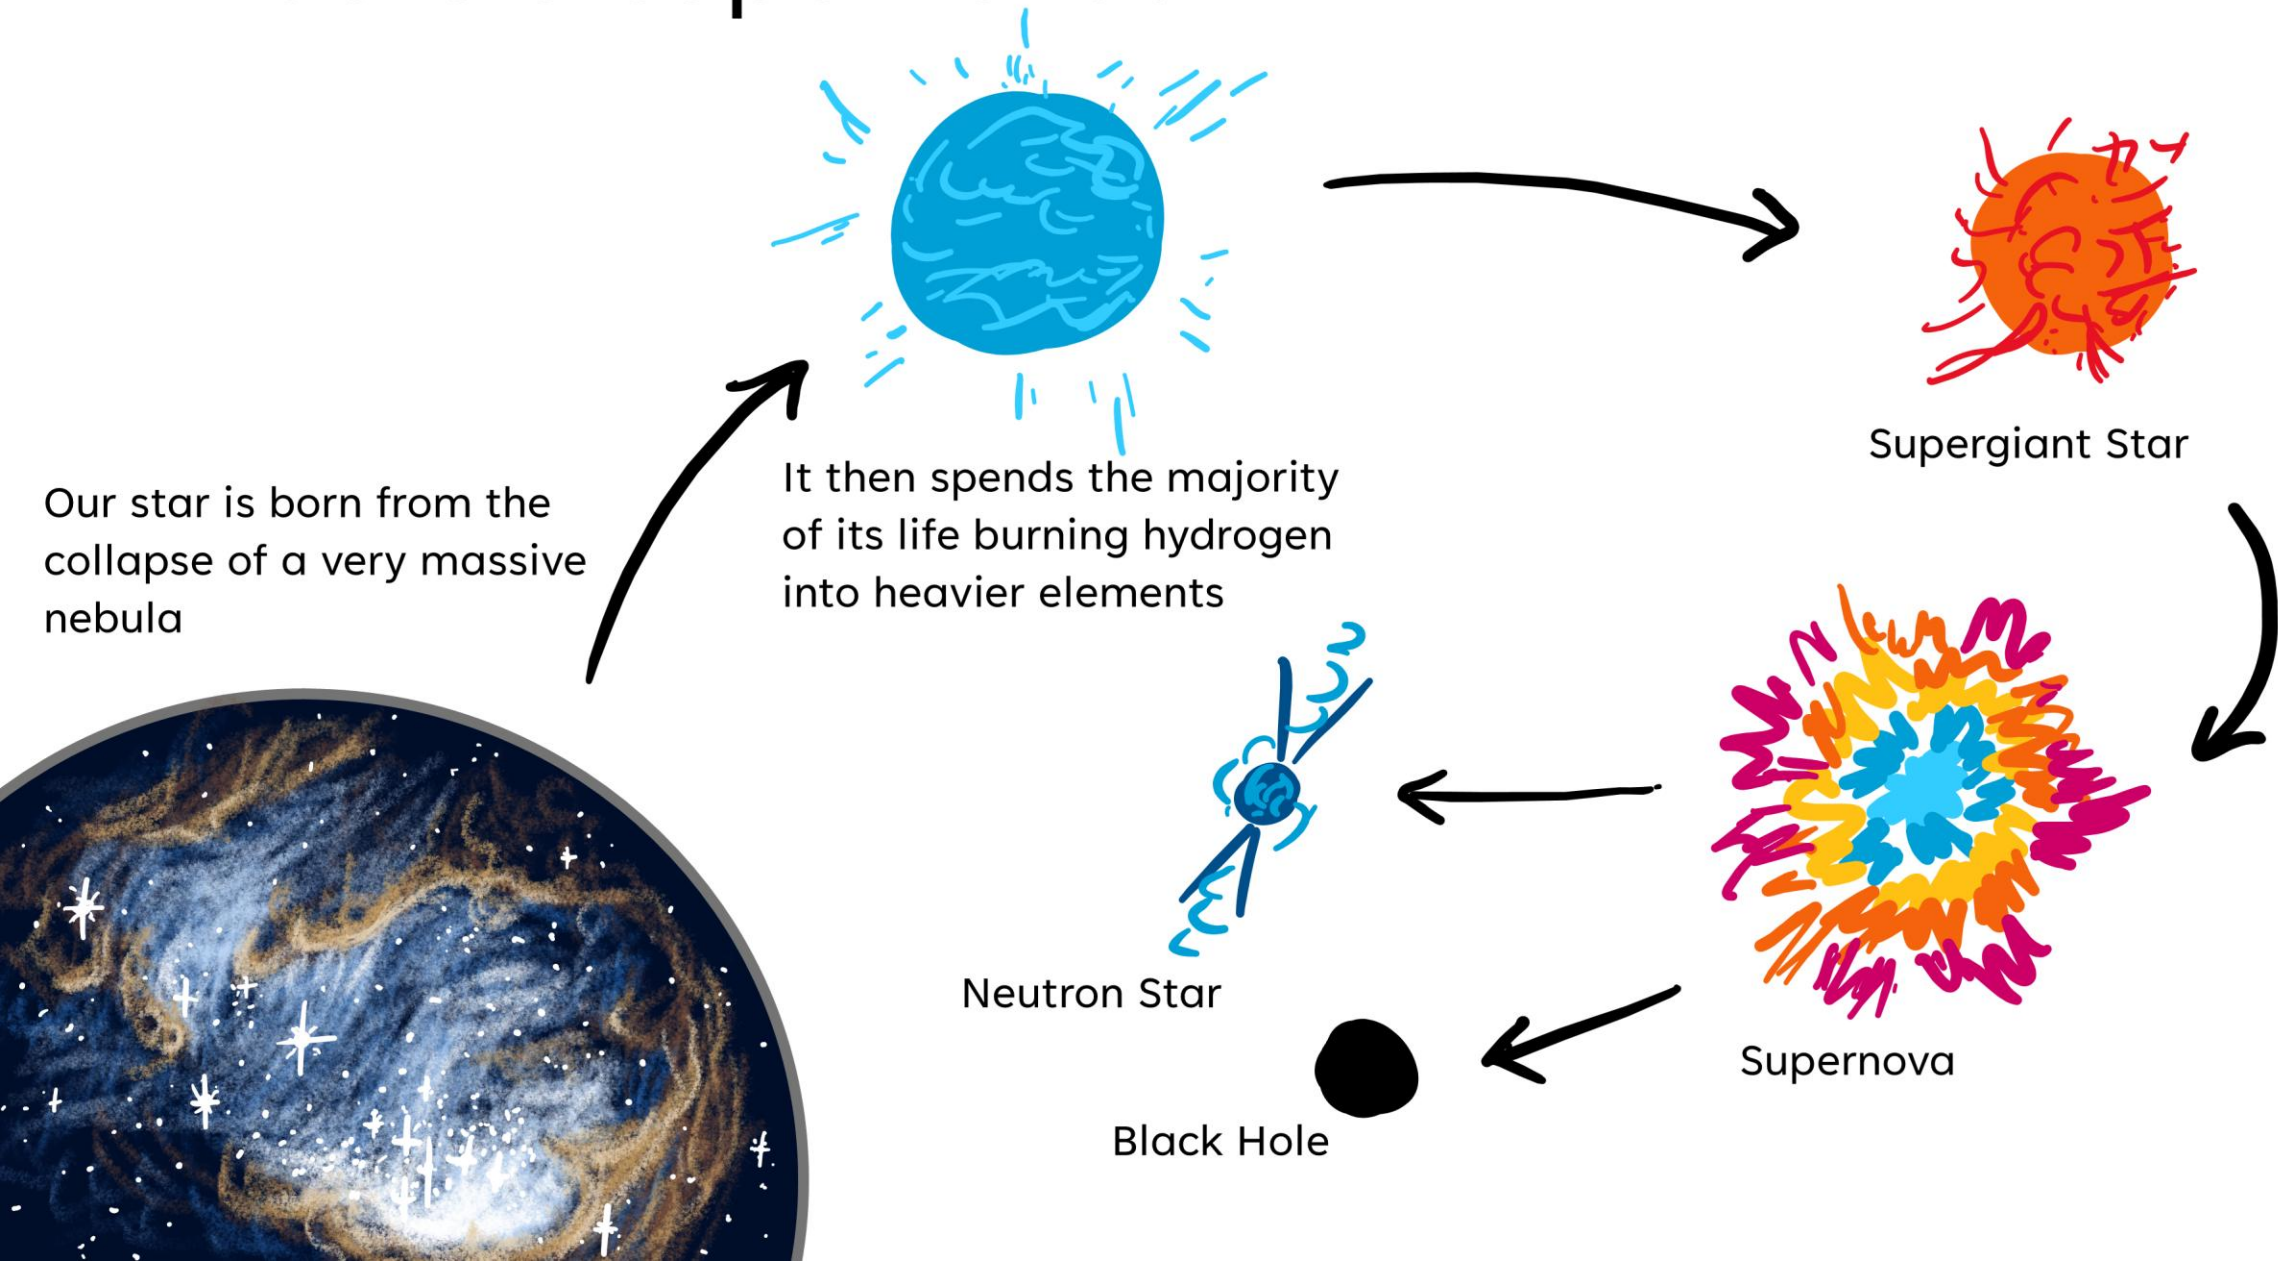 Our star is born from the
collapse of a very massive
nebula
It then spends the majority
of its life burning hydrogen
into heavier elements
Supergiant Star
Supernova
Neutron Star
Black Hole